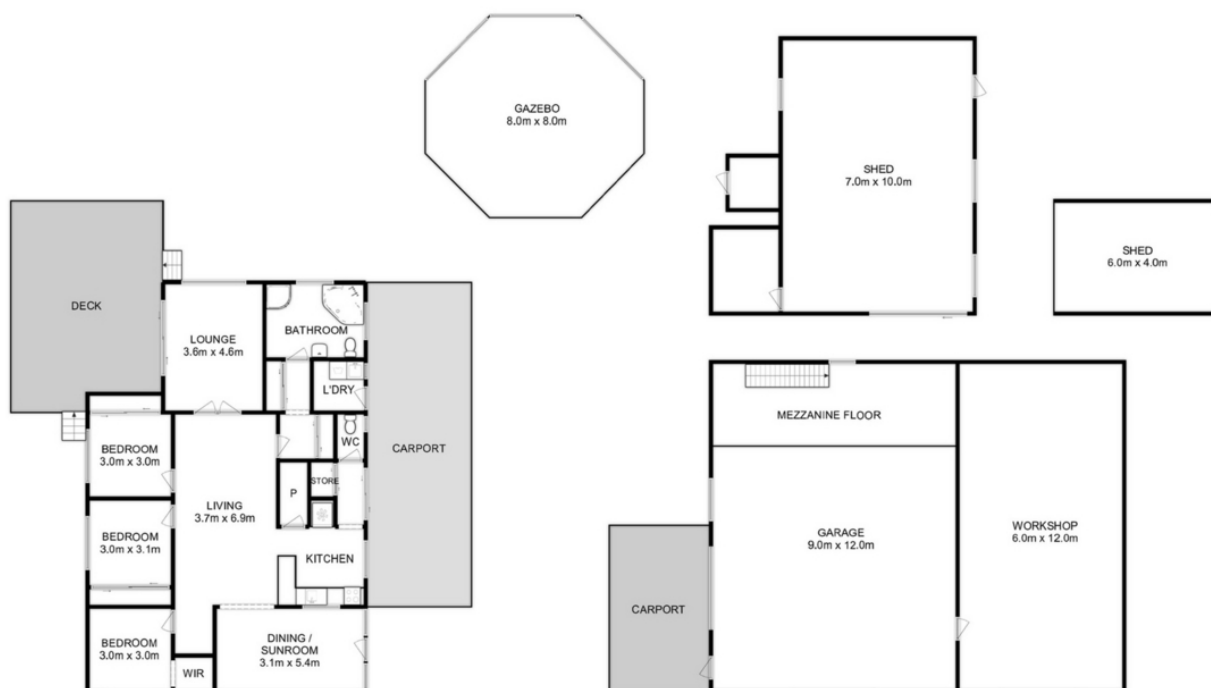 GAZEBO
8.0m x 8.0m
SHED
7.0m x 10.0m
SHED
6.0m x 4.0m
DECK
LOUNGE
3.6m x 4.6m
BATHROOM
L'DRY
WC
CARPORT
BEDROOM
3.0m x 3.0m
STORE
P
LIVING
3.7m x 6.9m
BEDROOM
3.0m x 3.1m
KITCHEN
BEDROOM
3.0m x 3.0m
WIR
DINING /
SUNROOM
3.1m x 5.4m
MEZZANINE FLOOR
GARAGE
9.0m x 12.0m
WORKSHOP
6.0m x 12.0m
CARPORT